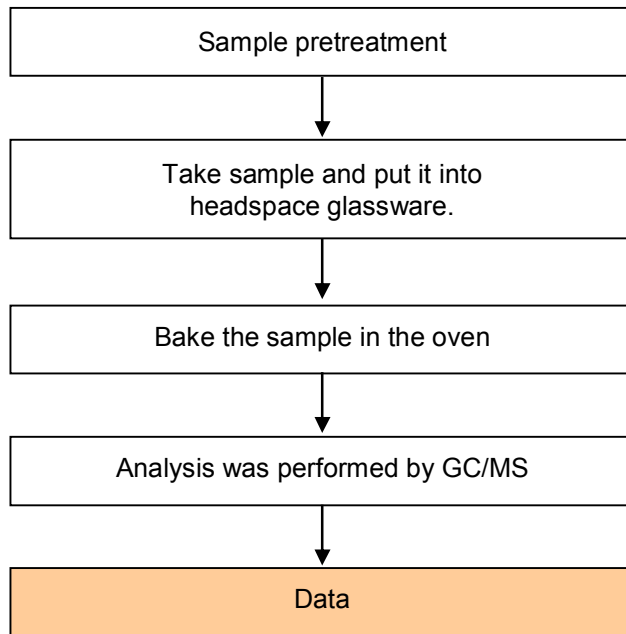 Sample pretreatment
Take sample and put it into
headspace glassware.
Bake the sample in the oven
Analysis was performed by GC/MS
Data